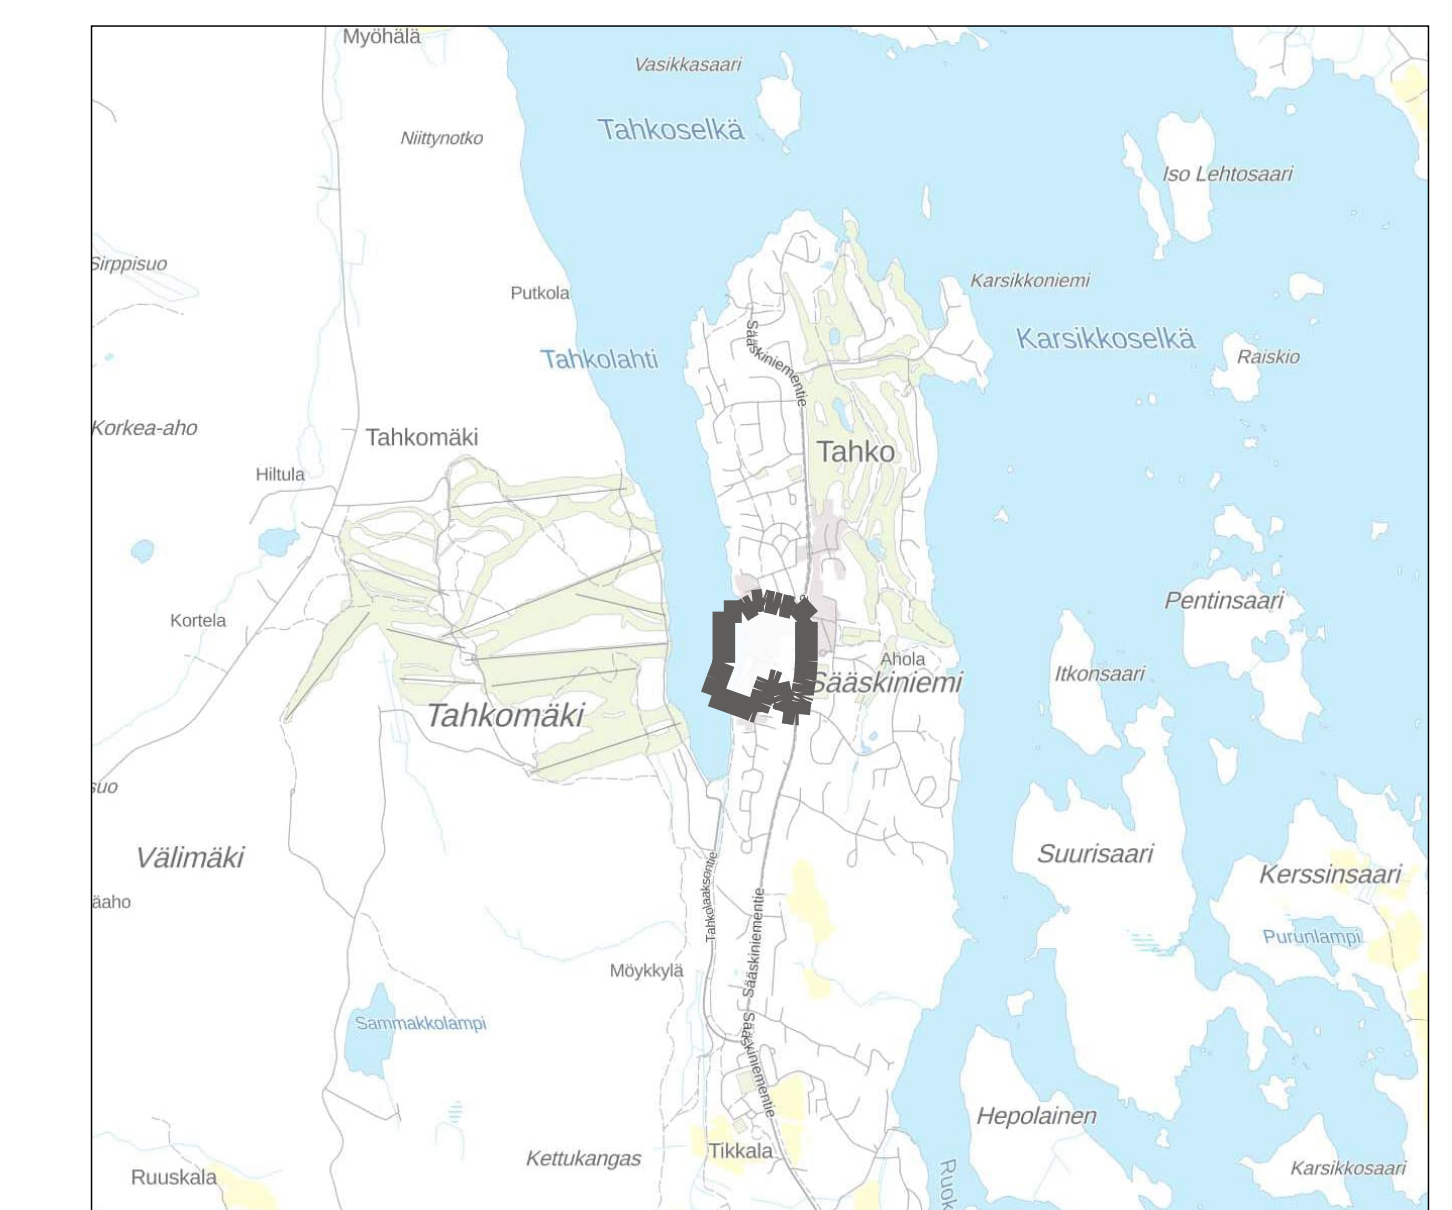 Myöhälä
Vasikkasaari
Tahkoselkä
Niittynotko
Iso Lehtosaari
Sirppisuo
Karsikkoniemi
Putkola
Sääskiniementie
Karsikkoselkä
Tahkolahti
Raiskio
Korkea-aho
Tahkomäki
Tahko
Hiltula
Pentinsaari
Kortela
Ahola
Itkonsaari
Sääskiniemi
Tahkomäki
suo
Välimäki
Suurisaari
Kerssinsaari
Tahkolaaksontie
äaho
Sääskiniementie
Purunlampi
Möykkylä
Sammakkolampi
Sääskiniementie
Hepolainen
Tikkala
Kettukangas
Karsikkosaari
Ruuskala
Ruok